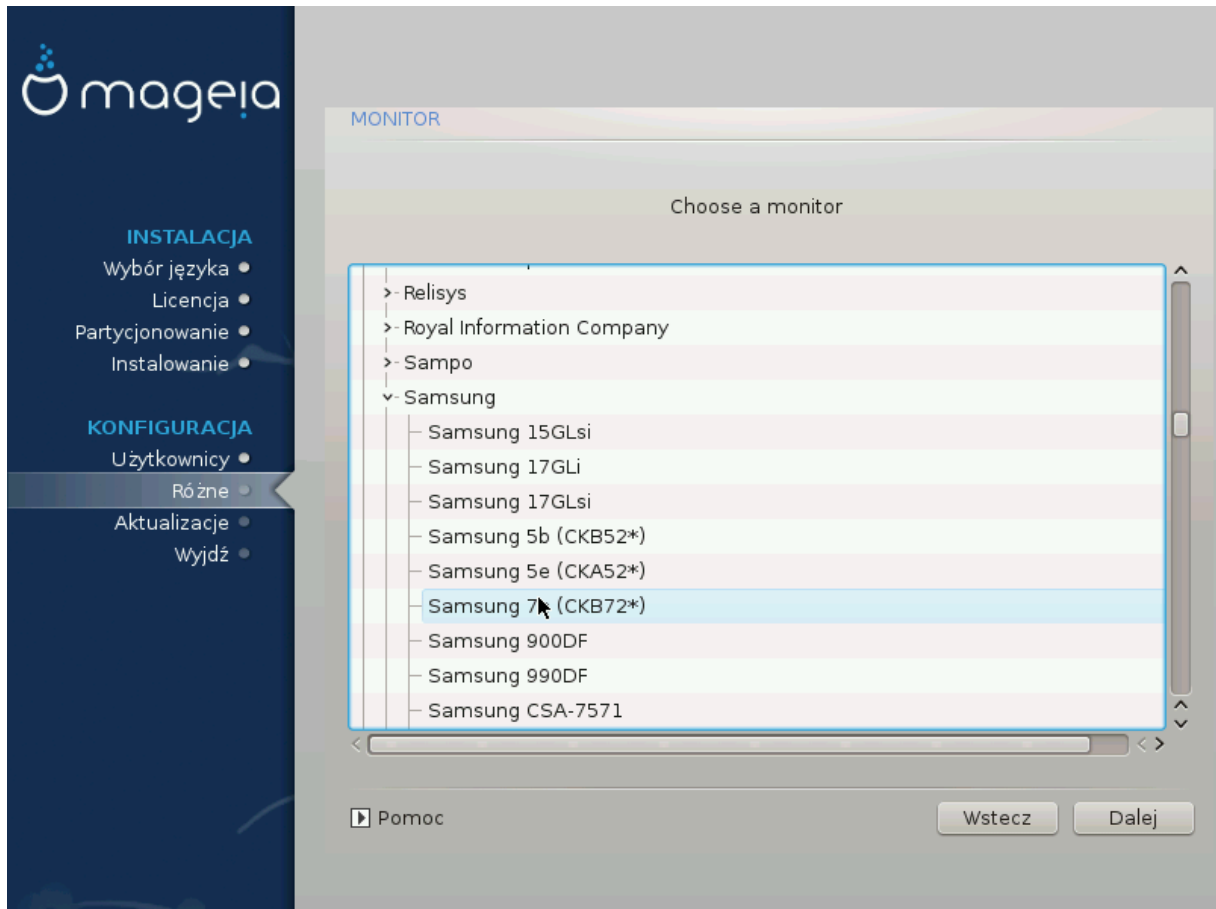 mageia
INSTALACJA
Wybór języka
Licencja
Partycjonowanie
Instalowanie
KONFIGURACJA
Użytkownicy
Różne
Aktualizacje
Wyjdź
MONITOR
Choose a monitor
Relisys
Royal Information Company
Sampo
Samsung
Samsung 15GLsi
Samsung 17GLi
Samsung 17GLsi
Samsung 5b (CKB52*)
Samsung 5e (CKA52*)
Samsung (CKB72*)
Samsung 900DF
Samsung 990DF
Samsung CSA-7571
Pomoc
Wstecz
Dalej